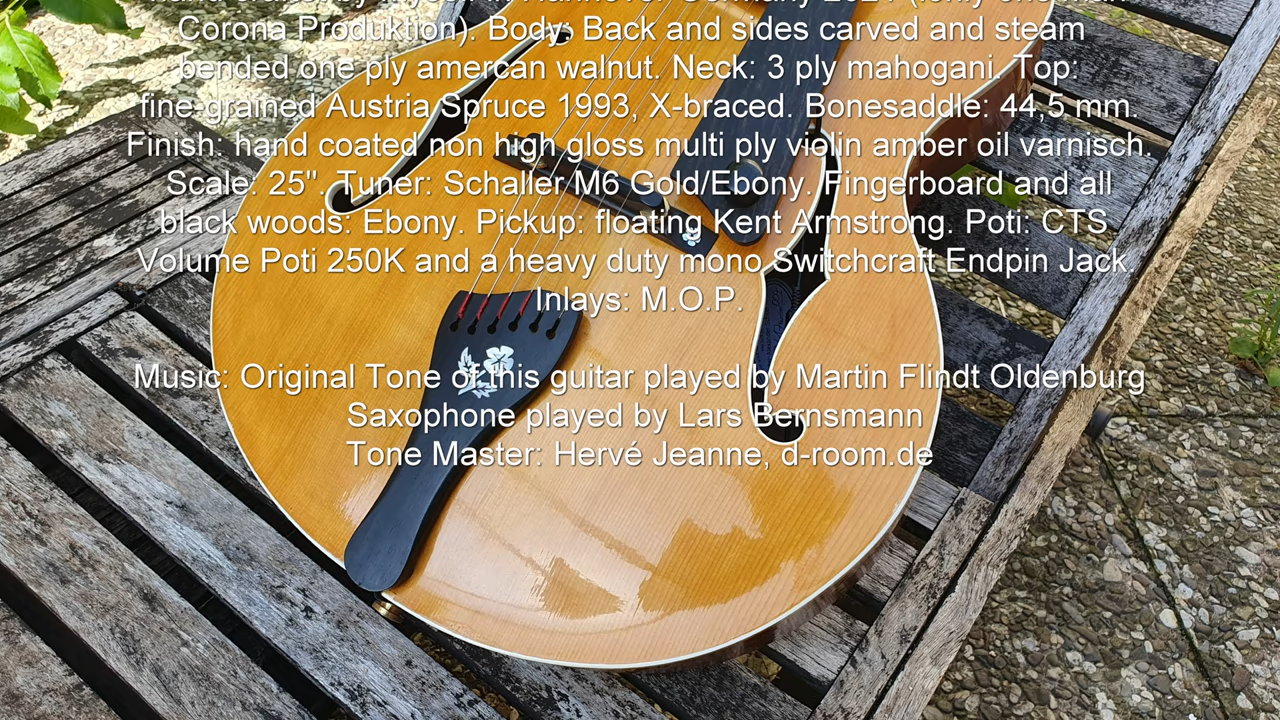 Corona Produktion). Body: Back and sides carved and steam
bended one ply amercan walnut. Neck: 3 ply mahogani. Top:
fine-grained Austria Spruce 1993, X-braced. Bonesaddle: 44,5 mm.
Finish: hand coated non high gloss multi ply violin amber oil varnisch.
Scale: 25''. Tuner: Schaller M6 Gold/Ebony. Fingerboard and all
black woods: Ebony. Pickup: floating Kent Armstrong. Poti: CTS
Volume Poti 250K and a heavy duty mono Switchcraft Endpin Jack.
Inlays: M.O.P.
Music: Original Tone of this guitar played by Martin Flindt Oldenburg
Saxophone played by Lars Bernsmann
Tone Master: Hervé Jeanne, d-room.de